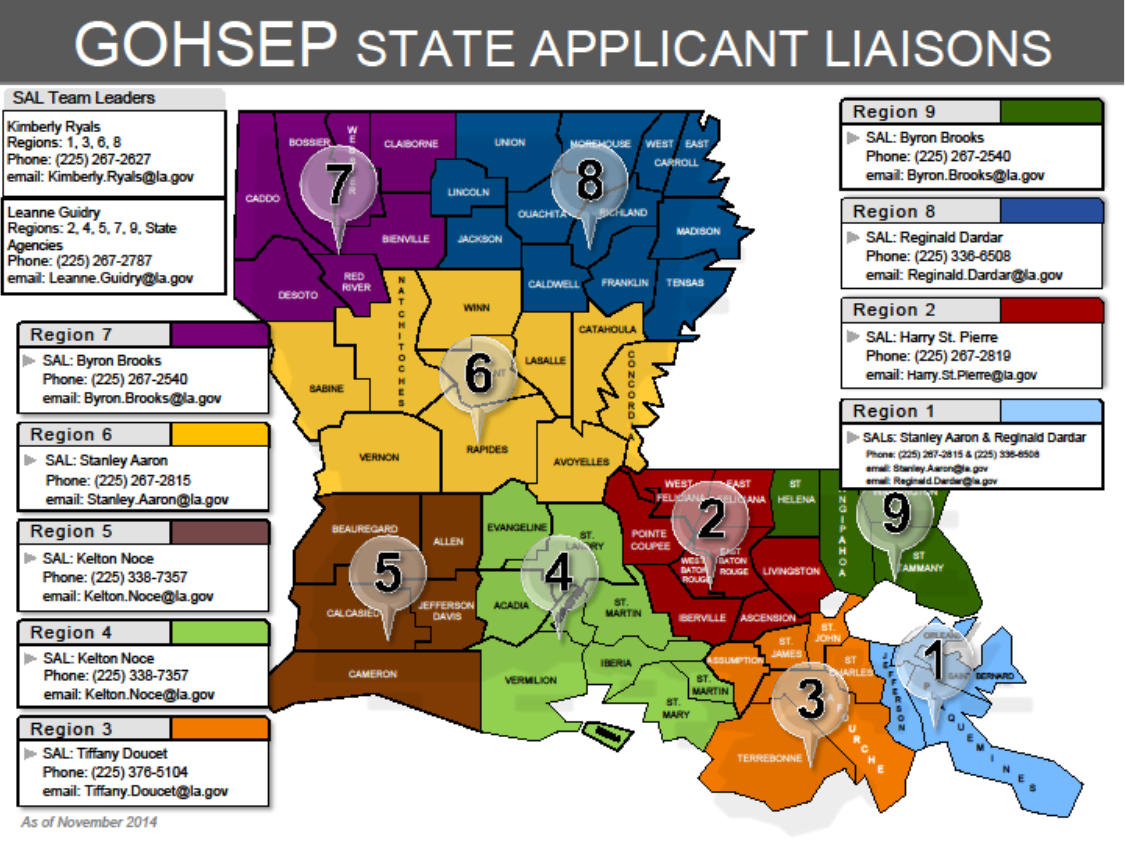 GOHSEP STATE APPLICANT LIAISONS
SAL Team Leaders
Kimberly Ryals
Regions: 1, 3, 6, 8
Phone: (225) 267-2627
email: Kimberly.Ryals@la.gov
Leanne Guidry
Regions: 2, 4, 5, 7, 9, State
Agencies
Phone: (225) 267-2787
email: Leanne.Guidry@la.gov
Region 7
SAL: Byron Brooks
Phone: (225) 267-2540
email: Byron.Brooks@la.gov
Region 6
SAL: Stanley Aaron
Phone: (225) 267-2815
email: Stanley.Aaron@la.gov
Region 5
SAL: Kelton Noce
Phone: (225) 338-7357
email: Kelton.Noce@la.gov
Region 4
SAL: Kelton Noce
Phone: (225) 338-7357
email: Kelton.Noce@la.gov
Region 3
SAL: Tiffany Doucet
Phone: (225) 376-5104
email: Tiffany.Doucet@la.gov
As of November 2014
Region 9
SAL: Byron Brooks
Phone: (225) 267-2540
email: Byron.Brooks@la.gov
Region 8
SAL: Reginald Dardar
Phone: (225) 336-6508
email: Reginald.Dardar@la.gov
Region 2
SAL: Harry St. Pierre
Phone: (225) 267-2819
email: Harry.St.Pierre@la.gov
Region 1
SALs: Stanley Aaron & Reginald Dardar
Phone: (225) 267-2815 & (225) 336-6508
email: Stanley.Aaron@la.gov
email: Reginald.Dardar@la.gov
CADDO
BOSSIER
CLAIBORNE
7
BIENVILLE
DESOTO
RED
RIVER
UNION
MOREHOUSE
WEST
EAST
CARROLL
LINCOLN
8
OUACHITA
RICHLAND
JACKSON
MADISON
CALDWELL
FRANKLIN
TENSAS
NATCHITOCHES
WINN
CATAHOULA
LASALLE
SABINE
6
CONCORDIA
VERNON
RAPIDES
AVOYELLES
BEAUREGARD
ALLEN
5
CALCASIEU
JEFFERSON
DAVIS
CAMERON
EVANGELINE
ST.
LANDRY
4
ACADIA
ST.
MARTIN
VERMILION
IBERIA
ST.
MARTIN
ST.
MARY
WEST
FELICIANA
EAST
FELICIANA
2
POINTE
COUPEE
WEST
BATON
ROUGE
EAST
BATON
ROUGE
LIVINGSTON
IBERVILLE
ASCENSION
ST
HELENA
9
ST
TAMMANY
ASSUMPTION
ST.
JAMES
ST.
JOHN
ST
CHARLES
3
TERREBONNE
ORLEANS
1
JEFFERSON
SAINT BERNARD